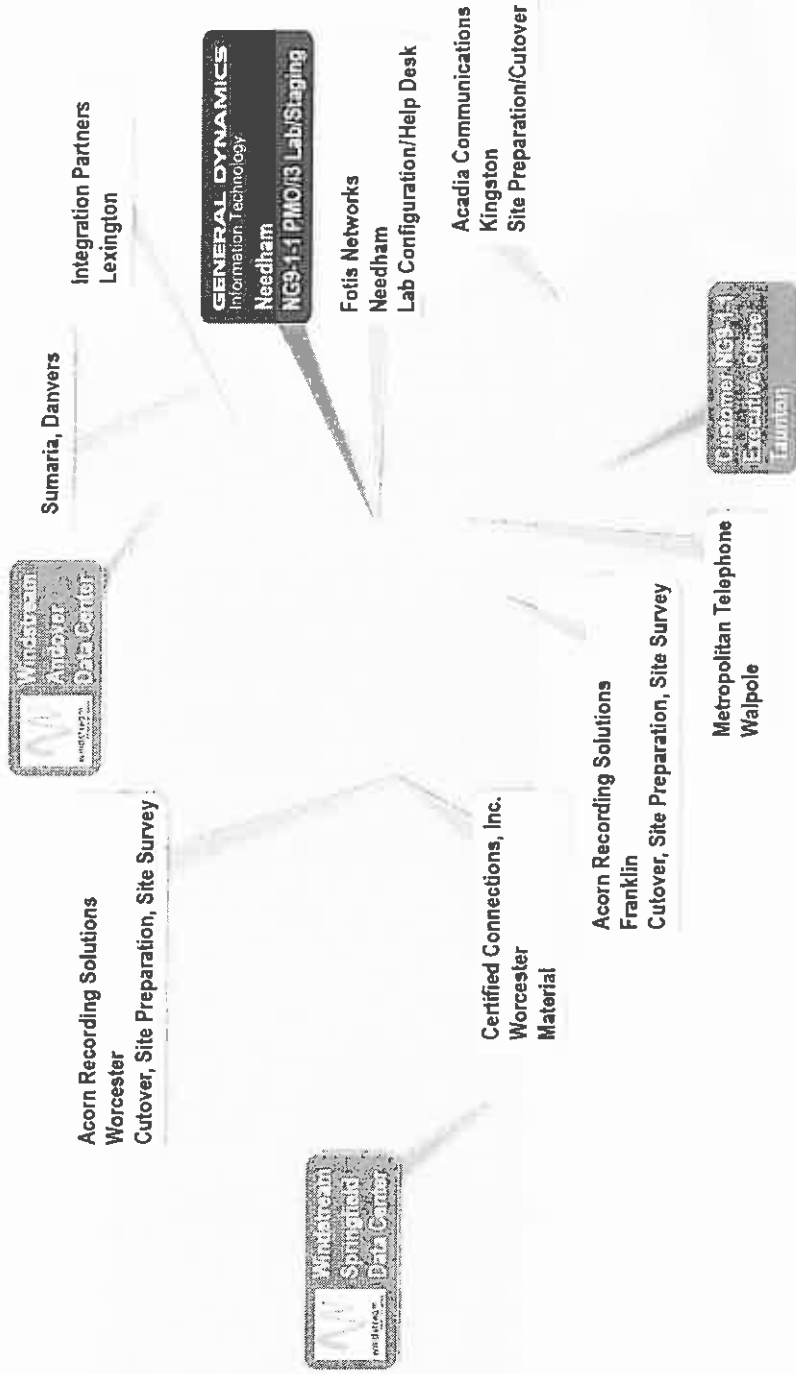 Windstream
Springfield
Data Center
windstream
Acorn Recording Solutions
Worcester
Cutover, Site Preparation, Site Survey
Windstream
Andover
Data Center
windstream
Sumaria, Danvers
Integration Partners
Lexington
GENERAL DYNAMICS
Information Technology
Needham
NG9-1-1 PMO/i3 Lab/Staging
Fotis Networks
Needham
Lab Configuration/Help Desk
Acadia Communications
Kingston
Site Preparation/Cutover
Certified Connections, Inc.
Worcester
Material
Acorn Recording Solutions
Franklin
Cutover, Site Preparation, Site Survey
Metropolitan Telephone
Walpole
Customer NG9-1-1
Executive Office
Taunton